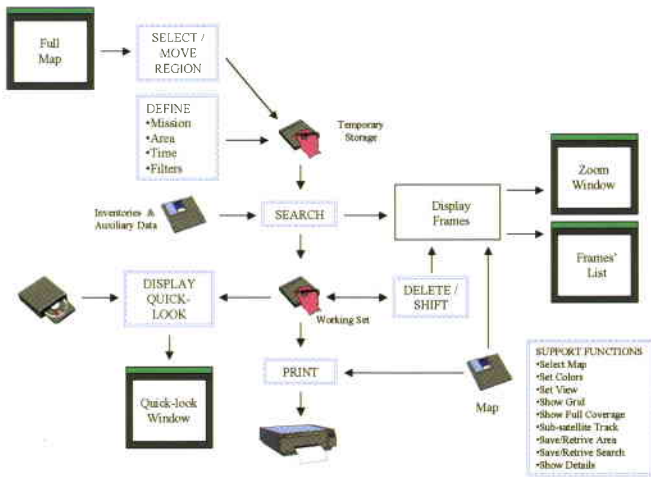 Full
Map
SELECT /
MOVE
REGION
DEFINE
•Mission
•Area
•Time
•Filters
Temporary
Storage
Zoom
Window
Inventories &
Auxiliary Data
SEARCH
Display
Frames
Frames'
List
DISPLAY
QUICK-
LOOK
Working Set
DELETE /
SHIFT
Quick-look
Window
PRINT
Map
SUPPORT FUNCTIONS
•Select Map
•Set Colors
•Set View
•Show Grid
•Show Full Coverage
•Sub-satellite Track
•Save/Retrive Area
•Save/Retrive Search
•Show Details